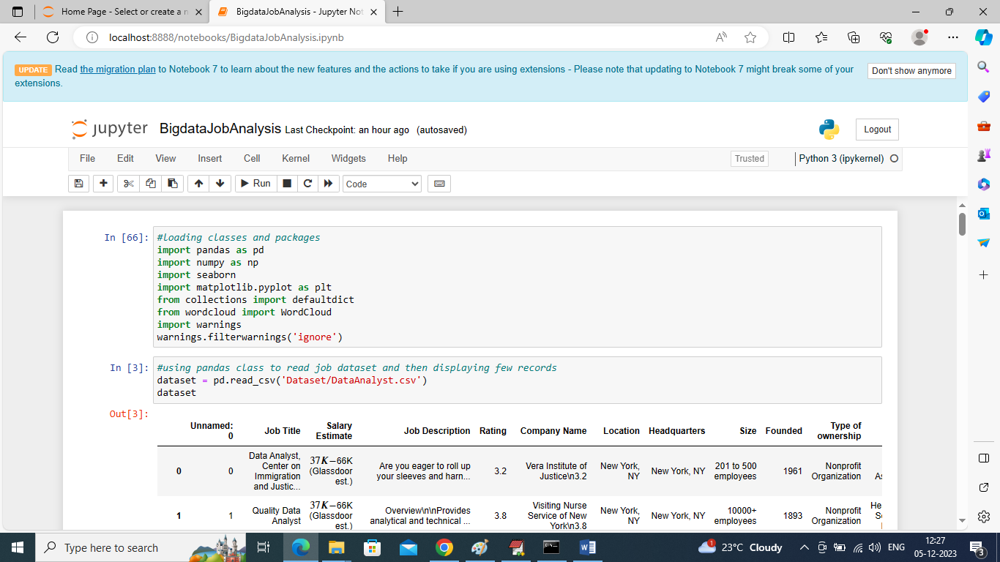 Home Page - Select or create a n
BigdataJobAnalysis - Jupyter Not
localhost:8888/notebooks/BigdataJobAnalysis.ipynb
UPDATE Read the migration plan to Notebook 7 to learn about the new features and the actions to take if you are using extensions - Please note that updating to Notebook 7 might break some of your
extensions.
Don't show anymore
jupyter BigdataJobAnalysis Last Checkpoint: an hour ago (autosaved)
Logout
File Edit View Insert Cell Kernel Widgets Help
Trusted
Python 3 (ipykernel)
Run
Code
In [66]:
#loading classes and packages
import pandas as pd
import numpy as np
import seaborn
import matplotlib.pyplot as plt
from collections import defaultdict
from wordcloud import WordCloud
import warnings
warnings.filterwarnings('ignore')
In [3]:
#using pandas class to read job dataset and then displaying few records
dataset = pd.read_csv('Dataset/DataAnalyst.csv')
dataset
Out[3]:
Unnamed:
0
Job Title
Salary
Estimate
Job Description
Rating
Company Name
Location
Headquarters
Size
Founded
Type of
ownership
0
0
Data Analyst,
Center on
Immigration
and Justic...
37K−66K
(Glassdoor
est.)
Are you eager to roll up
your sleeves and harn...
3.2
Vera Institute of
Justice\n3.2
New York,
NY
New York, NY
201 to 500
employees
1961
Nonprofit
Organization
1
1
Quality Data
Analyst
37K−66K
(Glassdoor
est.)
Overview\n\nProvides
analytical and technical ...
3.8
Visiting Nurse
Service of New
York\n3.8
New York,
NY
New York, NY
10000+
employees
1893
Nonprofit
Organization
He
Type here to search
1
23°C Cloudy
ENG
12:27
05-12-2023
3